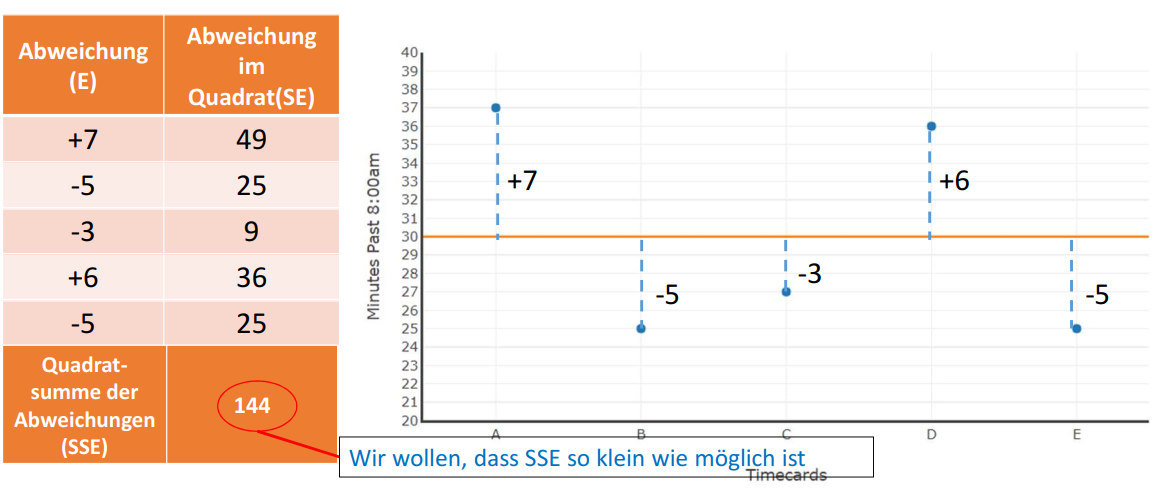 Abweichung
(E)
Abweichung
im
Quadrat(SE)
+7
49
-5
25
-3
9
+6
36
-5
25
Quadrat-
summe der
Abweichungen
(SSE)
144
Minutes Past 8:00am
40
39
38
37
36
35
34
33
32
31
30
29
28
27
26
25
24
23
22
21
20
+7
-5
-3
+6
-5
A
B
C
D
E
Wir wollen, dass SSE so klein wie möglich ist
Timecards